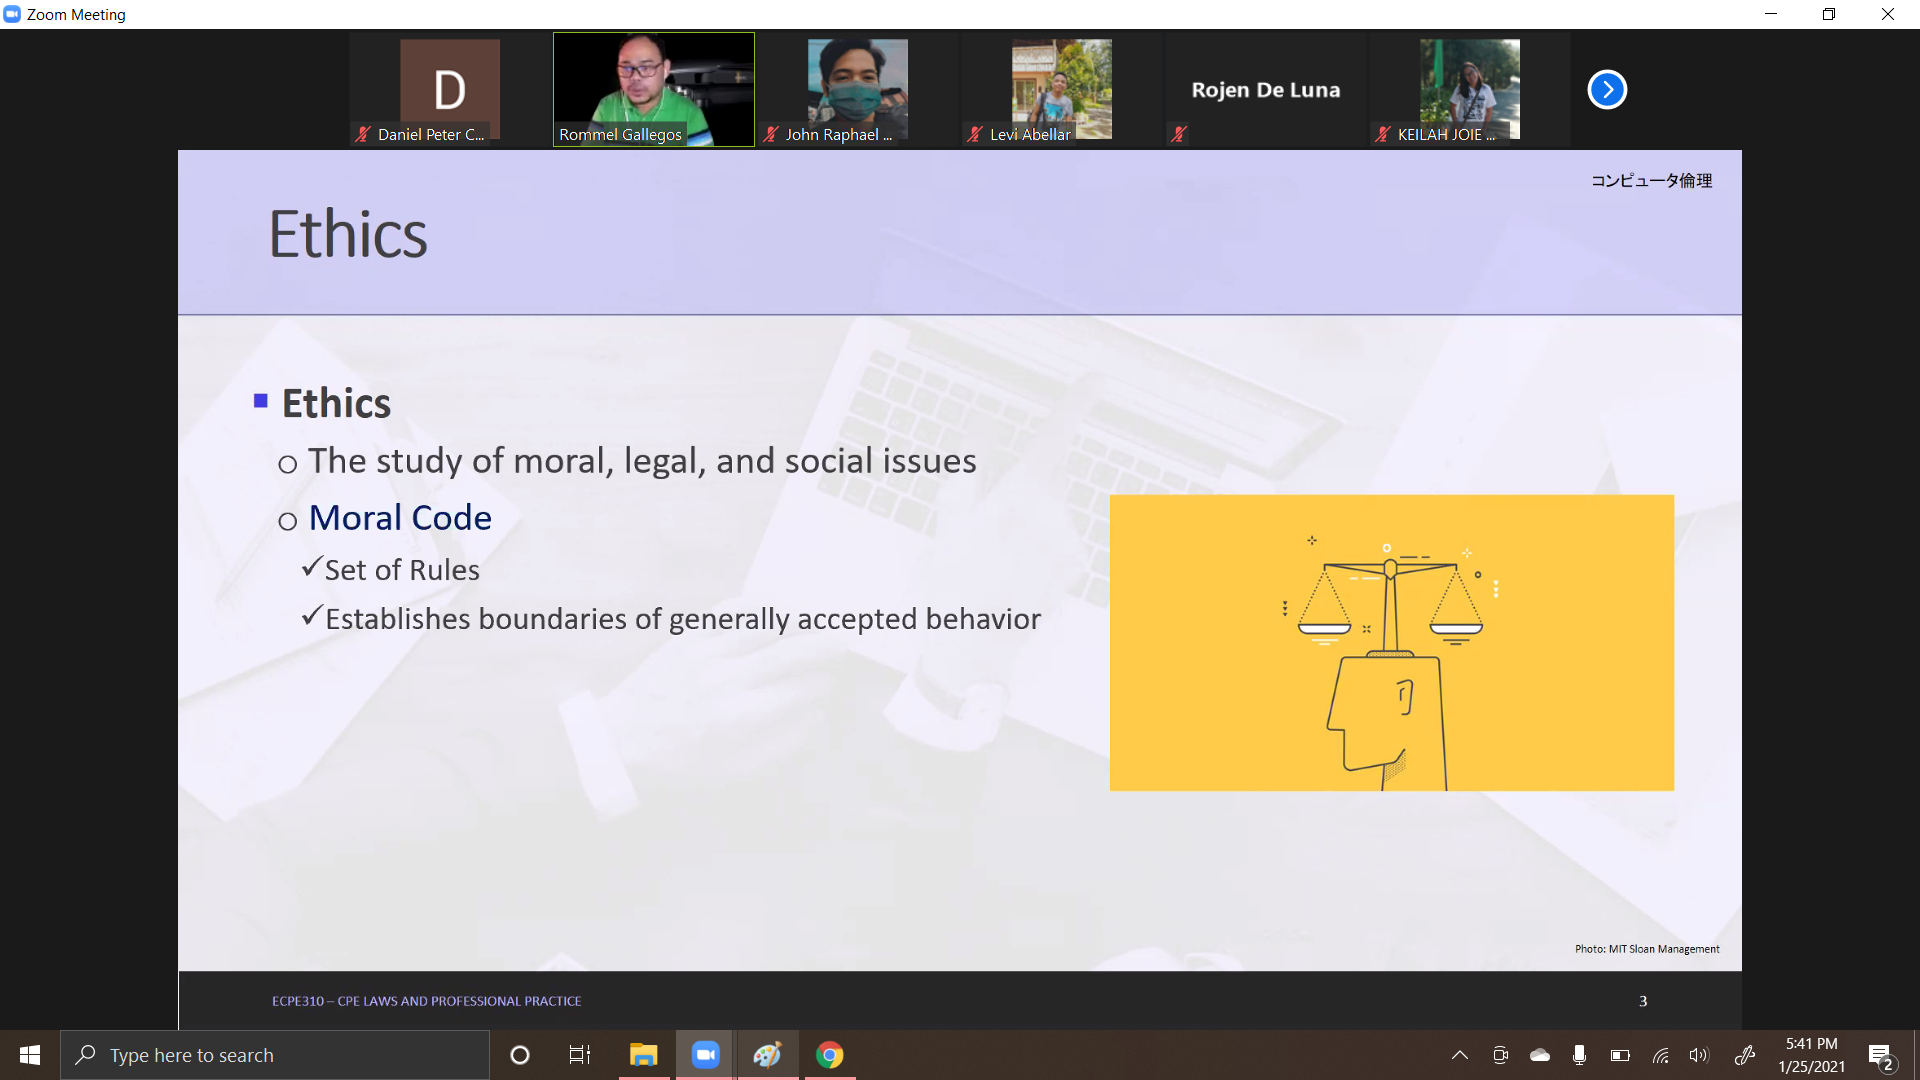 Zoom Meeting
D
Daniel Peter C...
Rommel Gallegos
John Raphael ...
Levi Abellar
Rojen De Luna
KEILAH JOIE ...
コンピュータ倫理
Ethics
Ethics
The study of moral, legal, and social issues
Moral Code
Set of Rules
Establishes boundaries of generally accepted behavior
Photo: MIT Sloan Management
ECPE310 – CPE LAWS AND PROFESSIONAL PRACTICE
3
Type here to search
5:41 PM
1/25/2021
2